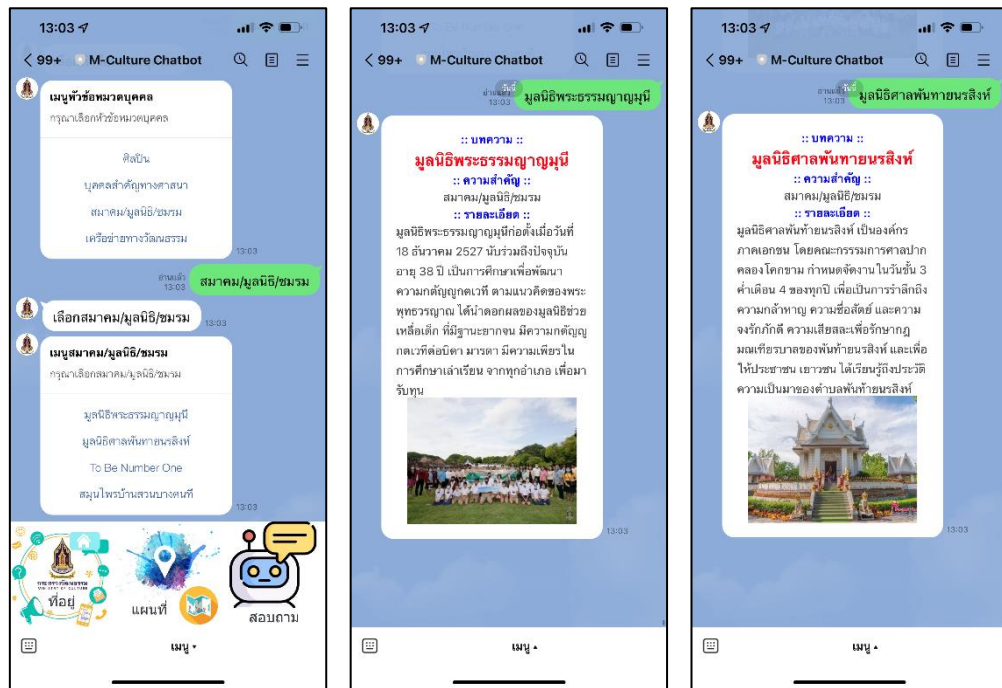 13:03
99+ M-Culture Chatbot
เมนูหัวข้อหมวดบุคคล
กรุณาเลือกหัวข้อหมวดบุคคล
ศิลปิน
บุคคลสำคัญทางศาสนา
สมาคม/มูลนิธิ/ชมรม
เครือข่ายทางวัฒนธรรม
13:03
อ่านแล้ว
13:03
สมาคม/มูลนิธิ/ชมรม
เลือกสมาคม/มูลนิธิ/ชมรม
13:03
เมนูสมาคม/มูลนิธิ/ชมรม
กรุณาเลือกสมาคม/มูลนิธิ/ชมรม
มูลนิธิพระธรรมญาณมุนี
มูลนิธิศาลพันทายนรสิงห์
To Be Number One
สมุนไพรบ้านสวนบางคนที
13:03
กระทรวงวัฒนธรรม
ที่อยู่
แผนที่
สอบถาม
เมนู
13:03
99+ M-Culture Chatbot
วันนี้
13:03
มูลนิธิพระธรรมญาณมุนี
:: บทความ ::
มูลนิธิพระธรรมญาณมุนี
:: ความสำคัญ ::
สมาคม/มูลนิธิ/ชมรม
:: รายละเอียด ::
มูลนิธิพระธรรมญาณมุนีก่อตั้งเมื่อวันที่
18 ธันวาคม 2527 นับร่วมถึงปัจจุบัน
อายุ 38 ปี เป็นการศึกษาเพื่อพัฒนา
ความกตัญญูกตเวที ตามแนวคิดของพระ
พุทธวรญาณ ได้นำดอกผลของมูลนิธิช่วย
เหลือเด็ก ที่มีฐานะยากจน มีความกตัญญู
กตเวทีต่อบิดา มารดา มีความเพียรใน
การศึกษาเล่าเรียน จากทุกอำเภอ เพื่อมา
รับทุน
13:03
เมนู
13:03
99+ M-Culture Chatbot
วันนี้
13:03
มูลนิธิศาลพันทายนรสิงห์
:: บทความ ::
มูลนิธิศาลพันทายนรสิงห์
:: ความสำคัญ ::
สมาคม/มูลนิธิ/ชมรม
:: รายละเอียด ::
มูลนิธิศาลพันท้ายนรสิงห์ เป็นองค์กร
ภาคเอกชน โดยคณะกรรรมการศาลปาก
คลองโคกขาม กำหนดจัดงานในวันขึ้น 3
ค่ำเดือน 4 ของทุกปี เพื่อเป็นการรำลึกถึง
ความกล้าหาญ ความซื่อสัตย์ และความ
จงรักภักดี ความเสียสละเพื่อรักษากฎ
มณเฑียรบาลของพันท้ายนรสิงห์ และเพื่อ
ให้ประชาชน เยาวชน ได้เรียนรู้ถึงประวัติ
ความเป็นมาของตำบลพันท้ายนรสิงห์
13:03
เมนู